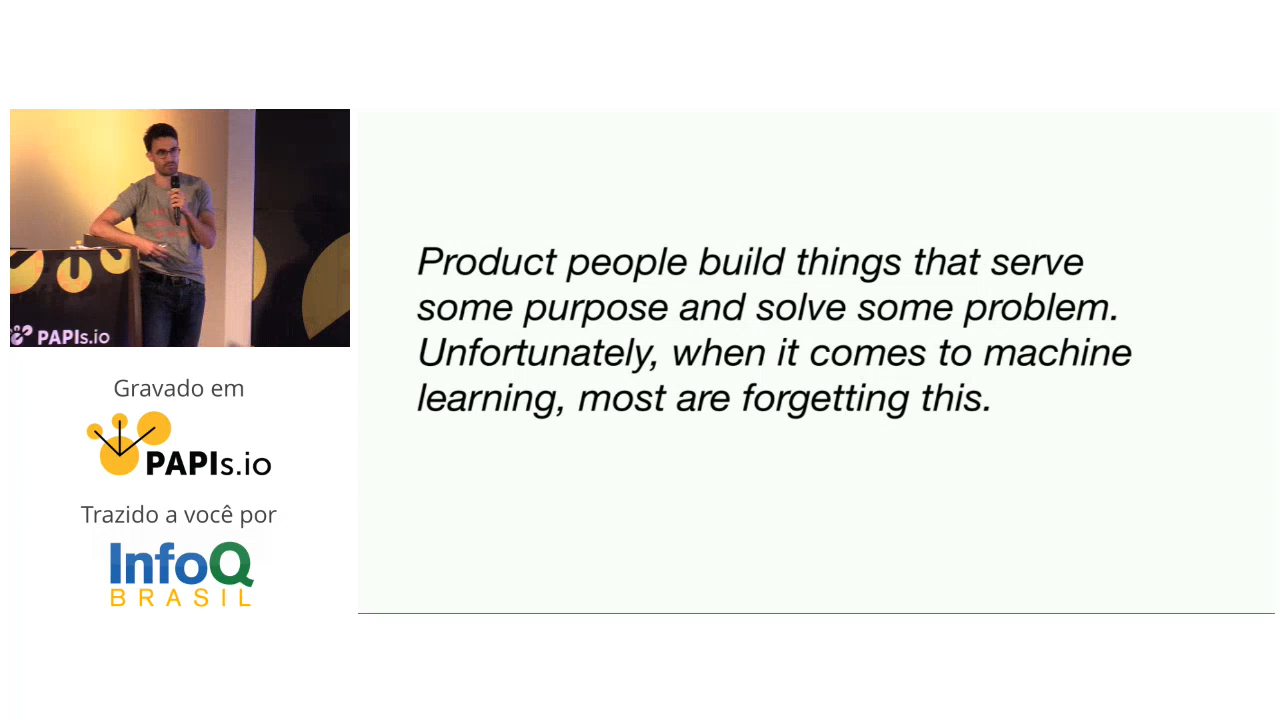 PAPIs.io
Gravado em
PAPIs.io
Trazido a você por
InfoQ
BRASIL
Product people build things that serve
some purpose and solve some problem.
Unfortunately, when it comes to machine
learning, most are forgetting this.